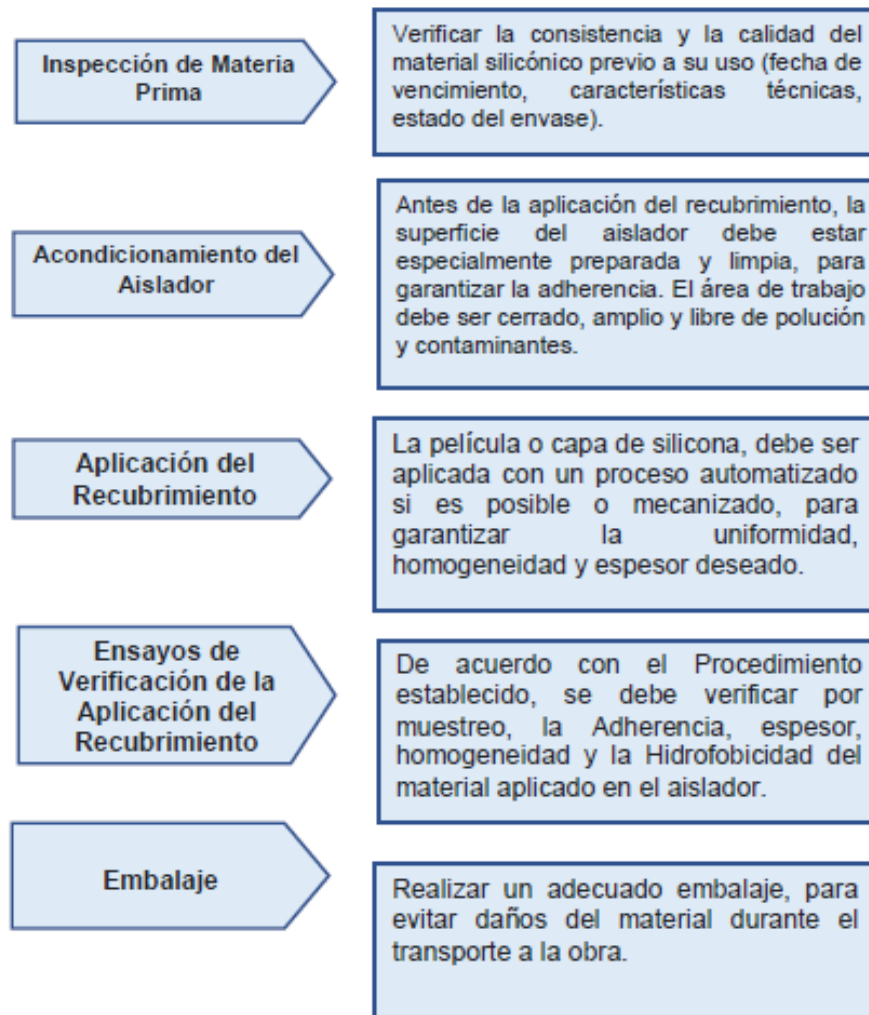 Inspección de Materia
Prima
Verificar la consistencia y la calidad del
material silicónico previo a su uso (fecha de
vencimiento, características técnicas,
estado del envase).
Acondicionamiento del
Aislador
Antes de la aplicación del recubrimiento, la
superficie del aislador debe estar
especialmente preparada y limpia, para
garantizar la adherencia. El área de trabajo
debe ser cerrado, amplio y libre de polución
y contaminantes.
Aplicación del
Recubrimiento
La película o capa de silicona, debe ser
aplicada con un proceso automatizado
si es posible o mecanizado, para
garantizar la uniformidad,
homogeneidad y espesor deseado.
Ensayos de
Verificación de la
Aplicación del
Recubrimiento
De acuerdo con el Procedimiento
establecido, se debe verificar por
muestreo, la Adherencia, espesor,
homogeneidad y la Hidrofobicidad del
material aplicado en el aislador.
Embalaje
Realizar un adecuado embalaje, para
evitar daños del material durante el
transporte a la obra.